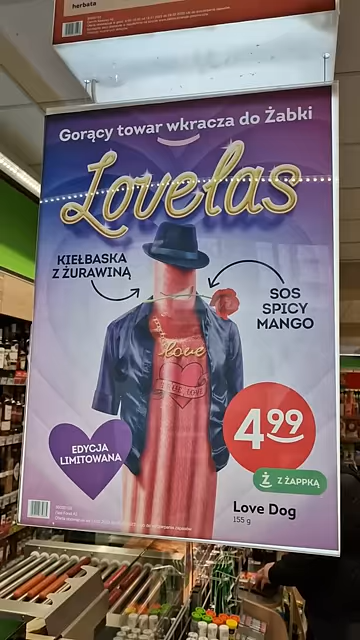 herbata
Gorący towar wkracza do Żabki
Lovelas
KIEŁBASKA
Z ŻURAWINĄ
SOS
SPICY
MANGO
love
EDYCJA
LIMITOWANA
4 99
Ż Z ŻAPPKĄ
Love Dog
155 g